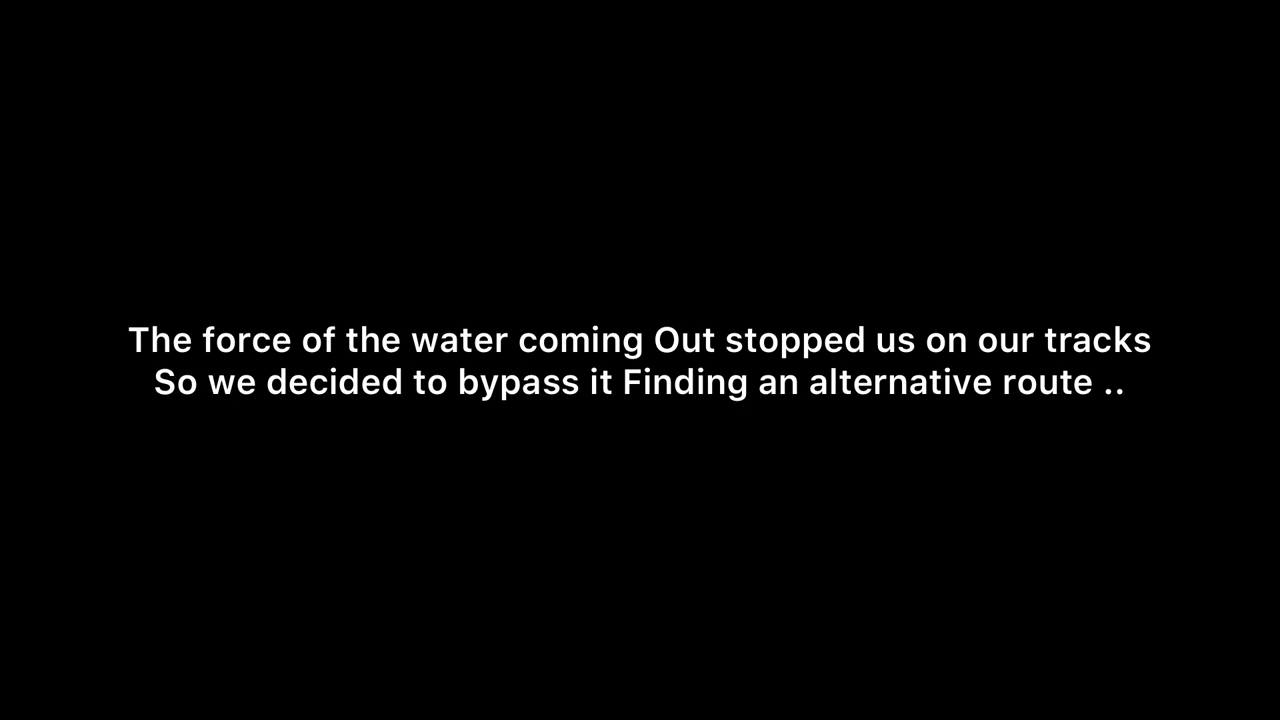 The force of the water coming Out stopped us on our tracks
So we decided to bypass it Finding an alternative route ..